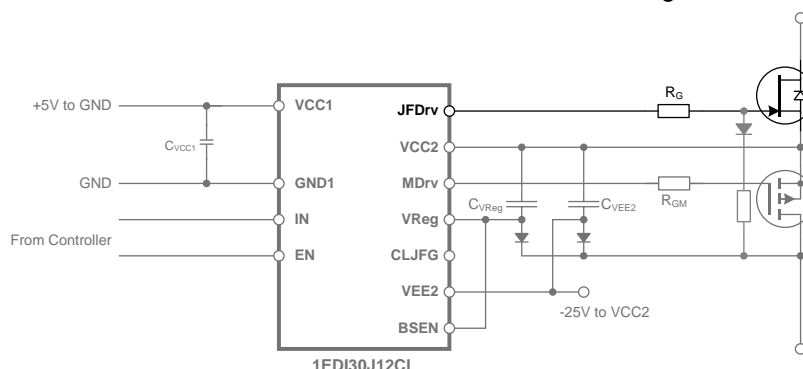 g
+5V to GND
VCC1
CVCC1
GND
GND1
IN
From Controller
EN
JFDrv
RG
VCC2
MDrv
CVReg
CVEE2
RGM
VReg
CLJFG
VEE2
-25V to VCC2
BSEN
1EDI30J12CL